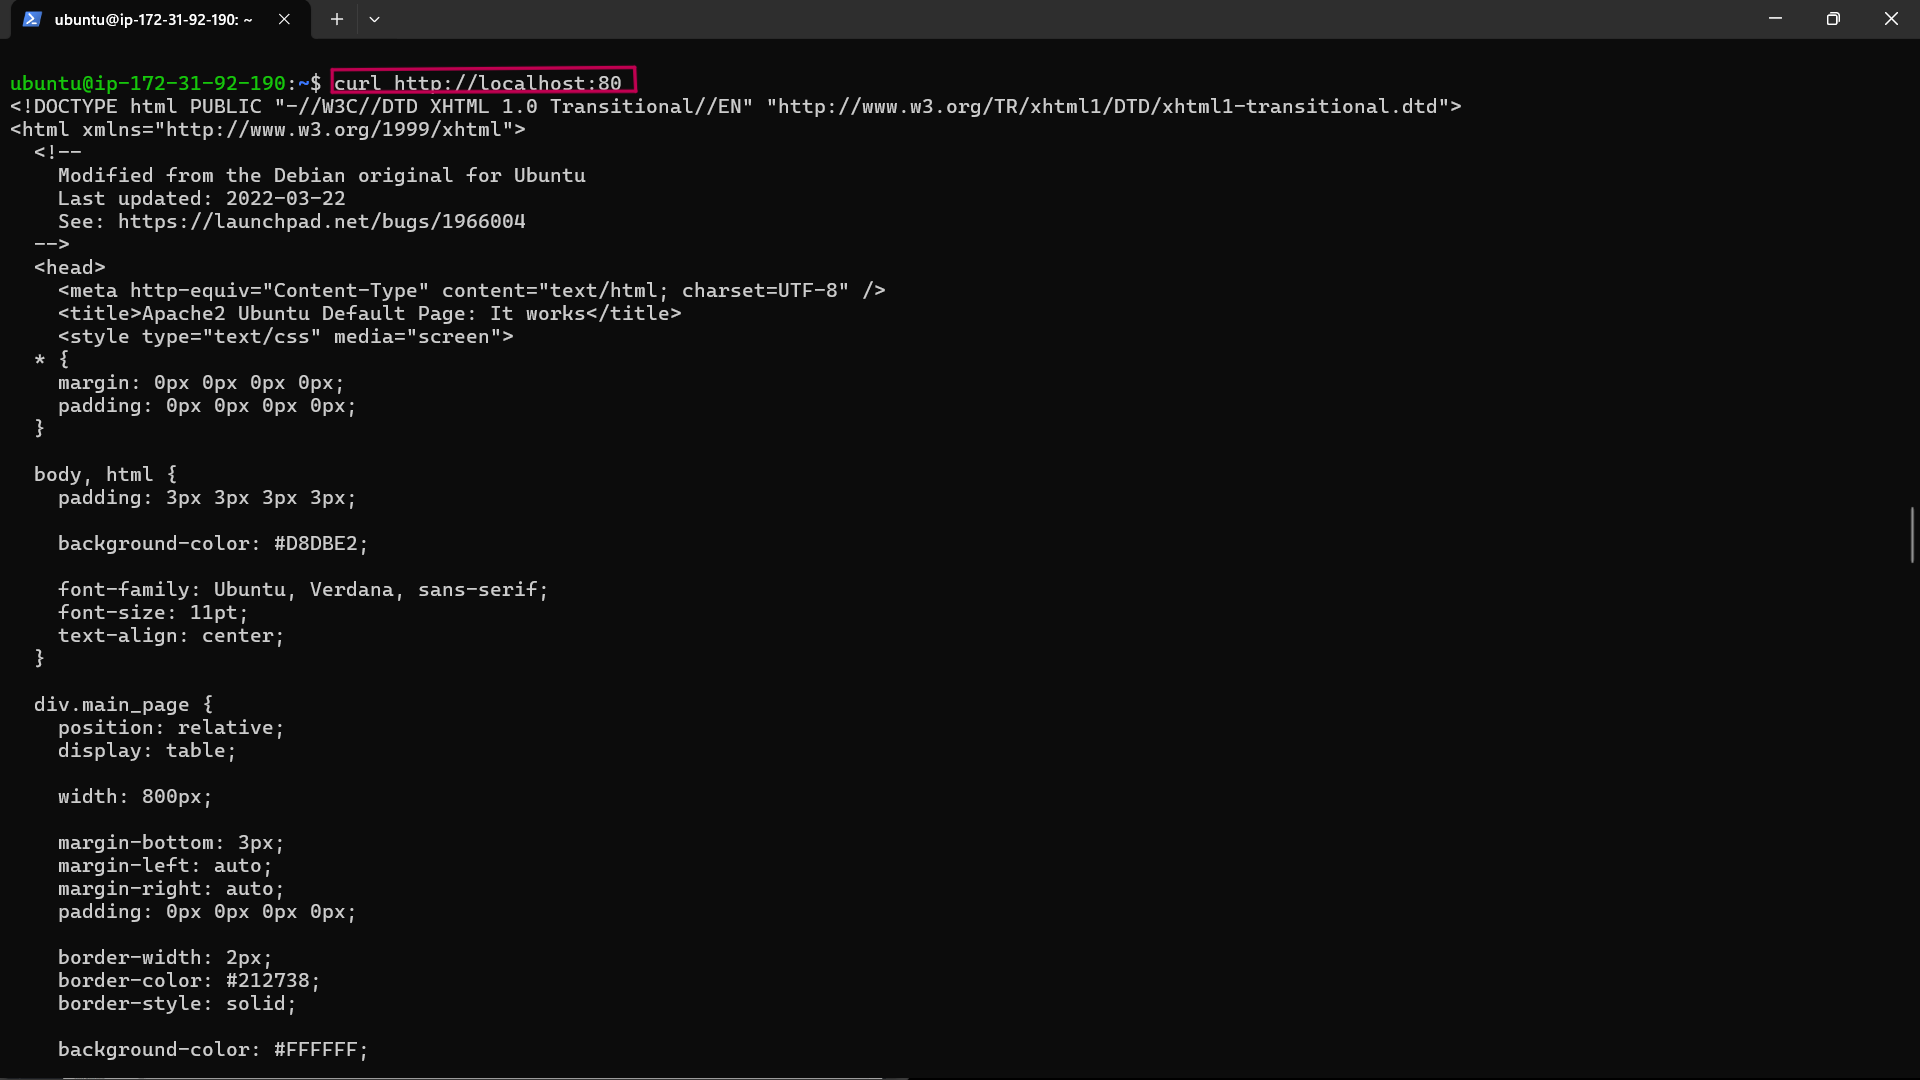 ubuntu@ip-172-31-92-190: ~
ubuntu@ip-172-31-92-190:~$ curl http://localhost:80
<!DOCTYPE html PUBLIC "-//W3C//DTD XHTML 1.0 Transitional//EN" "http://www.w3.org/TR/xhtml1/DTD/xhtml1-transitional.dtd">
<html xmlns="http://www.w3.org/1999/xhtml">
  <!--
    Modified from the Debian original for Ubuntu
    Last updated: 2022-03-22
    See: https://launchpad.net/bugs/1966004
  -->
  <head>
    <meta http-equiv="Content-Type" content="text/html; charset=UTF-8" />
    <title>Apache2 Ubuntu Default Page: It works</title>
    <style type="text/css" media="screen">
  * {
    margin: 0px 0px 0px 0px;
    padding: 0px 0px 0px 0px;
  }
  body, html {
    padding: 3px 3px 3px 3px;
    background-color: #D8DBE2;
    font-family: Ubuntu, Verdana, sans-serif;
    font-size: 11pt;
    text-align: center;
  }
  div.main_page {
    position: relative;
    display: table;
    width: 800px;
    margin-bottom: 3px;
    margin-left: auto;
    margin-right: auto;
    padding: 0px 0px 0px 0px;
    border-width: 2px;
    border-color: #212738;
    border-style: solid;
    background-color: #FFFFFF;